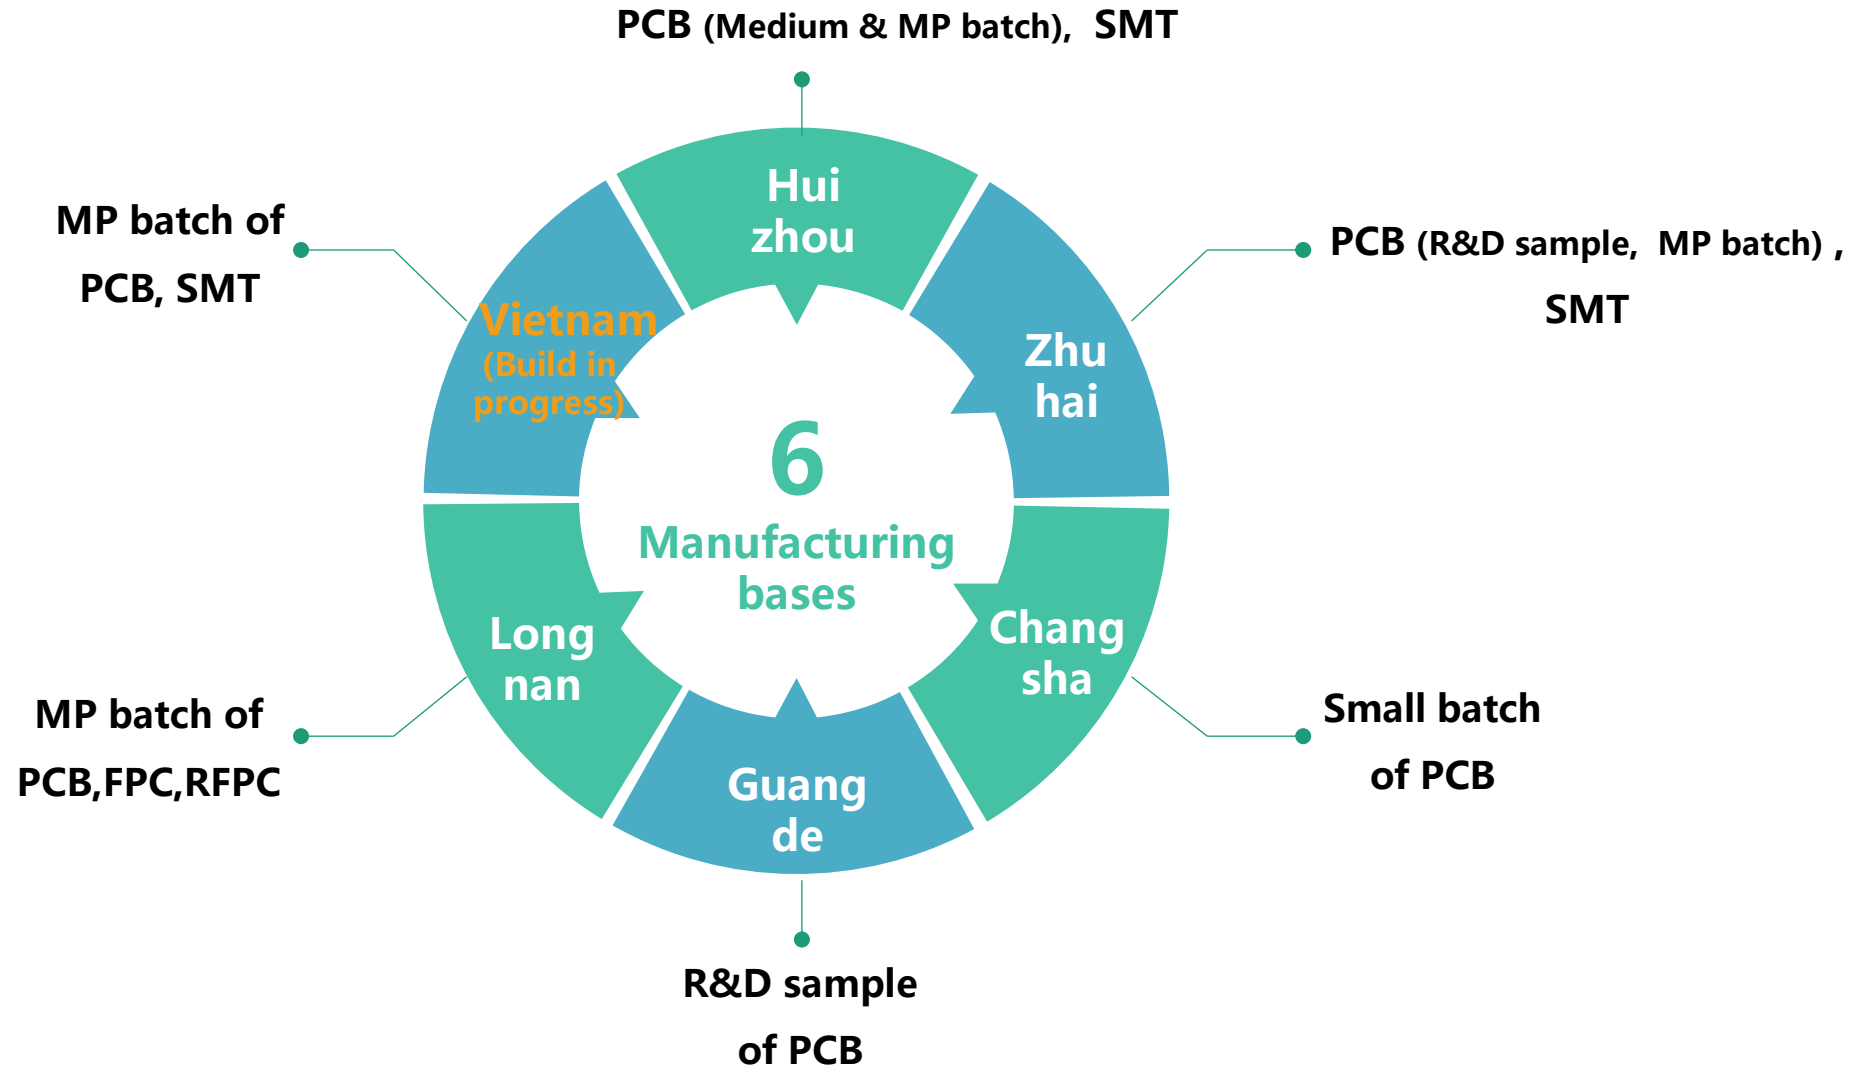 PCB (Medium & MP batch),  SMT
Hui
zhou
MP batch of
PCB, SMT
PCB (R&D sample,  MP batch) ,
SMT
Vietnam
(Build in
progress)
Zhu
hai
6
Manufacturing
bases
Long
nan
Chang
sha
MP batch of
PCB,FPC,RFPC
Small batch
of PCB
Guang
de
R&D sample
of PCB